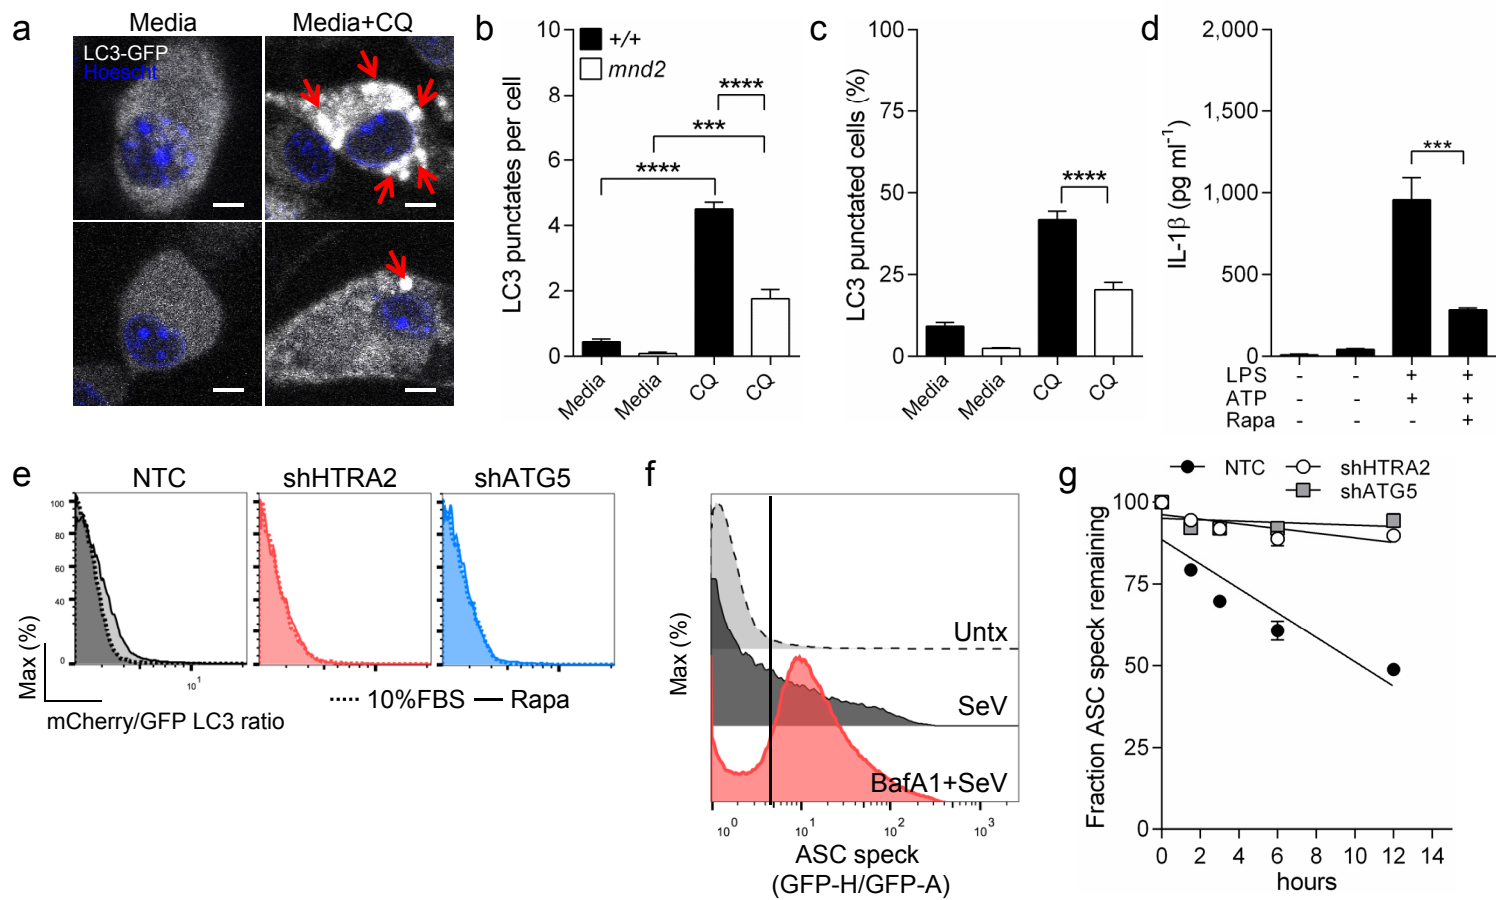 a
Media
Media+CQ
LC3-GFP
Hoescht
b
LC3 punctates per cell
10
8
6
4
2
0
+/+
mnd2
****
***
****
Media
Media
CQ
CQ
c
LC3 punctated cells (%)
100
75
50
25
0
****
Media
Media
CQ
CQ
d
IL-1β (pg ml⁻¹)
2,000
1,500
1,000
500
0
***
LPS - - + +
ATP - - + +
Rapa - - - +
e
NTC
shHTRA2
shATG5
100
80
60
40
0
Max (%)
10¹
mCherry/GFP LC3 ratio
10%FBS
Rapa
f
Max (%)
Untx
SeV
BafA1+SeV
10⁰ 10¹ 10² 10³
ASC speck
(GFP-H/GFP-A)
g
NTC
shHTRA2
shATG5
Fraction ASC speck remaining
100
75
50
25
0
0 2 4 6 8 10 12 14
hours